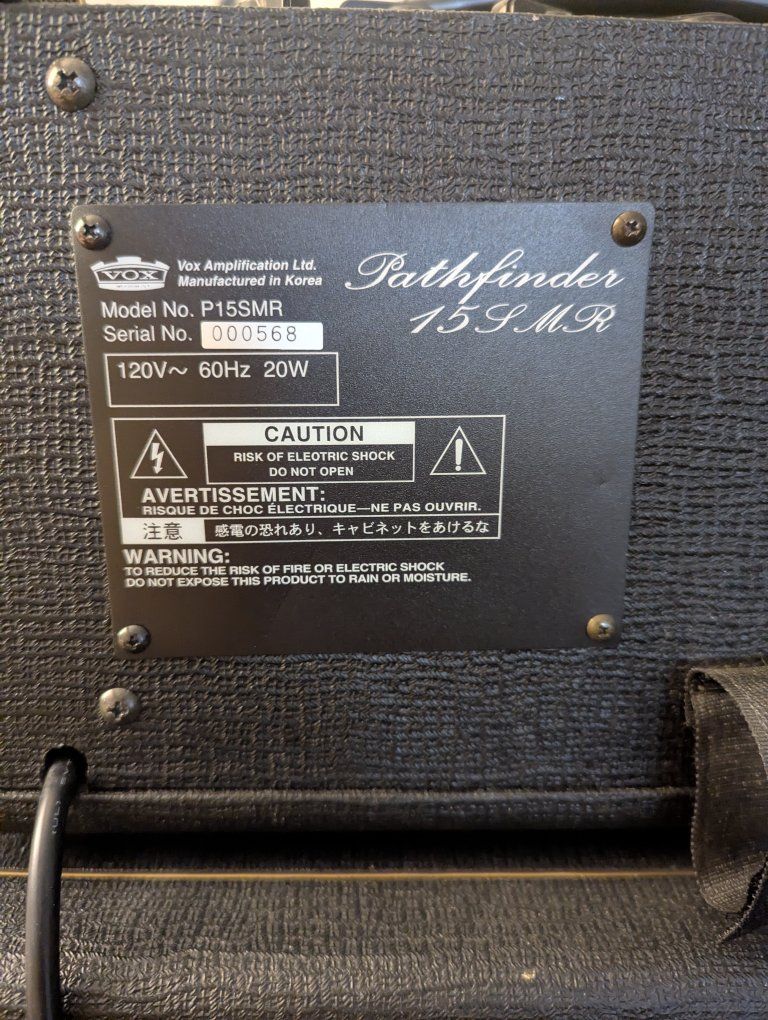 VOX
Vox Amplification Ltd.
Manufactured in Korea
Pathfinder
15SMR
Model No. P15SMR
Serial No. 000568
120V～ 60Hz 20W
CAUTION
RISK OF ELEOTRIC SHOCK
DO NOT OPEN
AVERTISSEMENT:
RISQUE DE CHOC ÉLECTRIQUE—NE PAS OUVRIR.
注意 感電の恐れあり、キャビネットをあけるな
WARNING:
TO REDUCE THE RISK OF FIRE OR ELECTRIC SHOCK
DO NOT EXPOSE THIS PRODUCT TO RAIN OR MOISTURE.